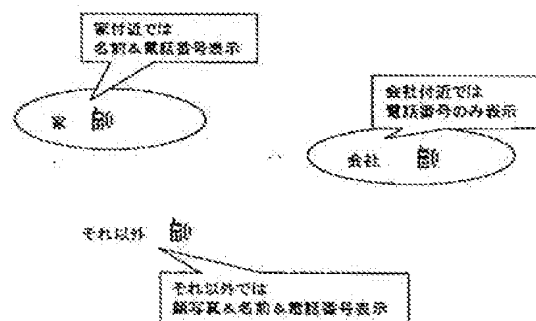 家付近では
名前&電話番号表示
家
会社付近では
電話番号のみ表示
会社
それ以外
それ以外では
顔写真&名前&電話番号表示